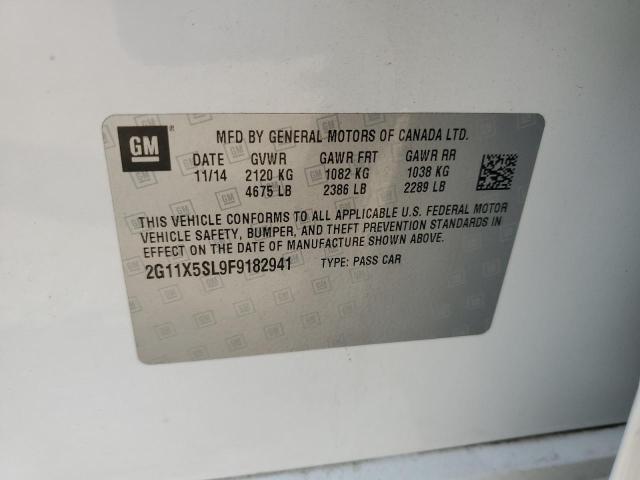 GM® MFD BY GENERAL MOTORS OF CANADA LTD.
DATE GVWR GAWR FRT GAWR RR
11/14 2120 KG 1082 KG 1038 KG
4675 LB 2386 LB 2289 LB
THIS VEHICLE CONFORMS TO ALL APPLICABLE U.S. FEDERAL MOTOR
VEHICLE SAFETY, BUMPER, AND THEFT PREVENTION STANDARDS IN
EFFECT ON THE DATE OF MANUFACTURE SHOWN ABOVE.
2G11X5SL9F9182941 TYPE: PASS CAR